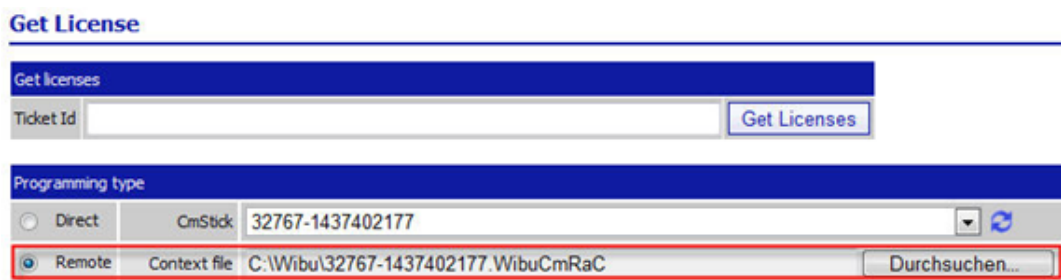 Get License
Get licenses
Ticket Id Get Licenses
Programming type
Direct CmStick 32767-1437402177
Remote Context file C:\Wibu\32767-1437402177.WibuCmRaC Durchsuchen...